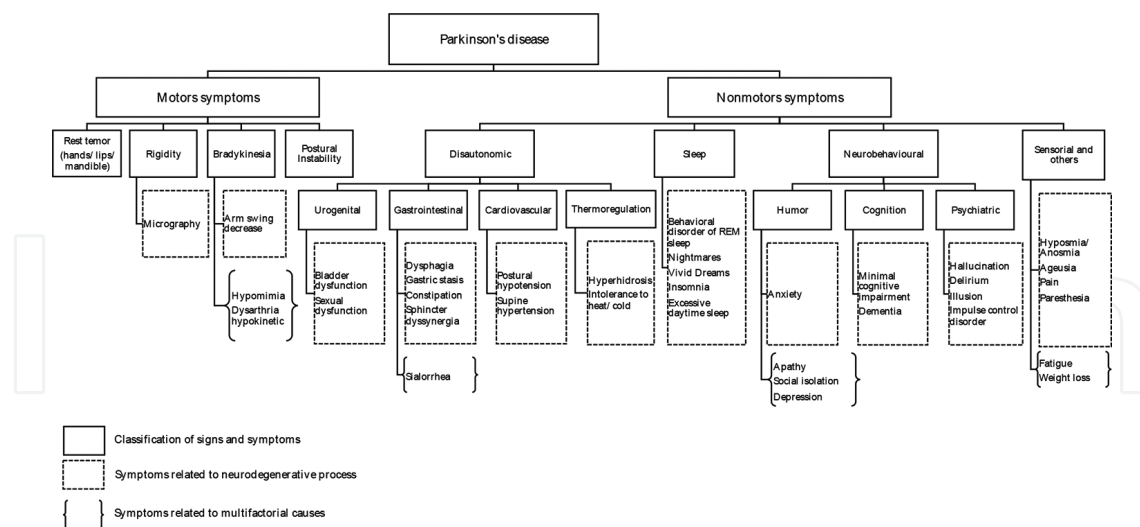 Parkinson's disease
Motors symptoms
Nonmotors symptoms
Rest temor
(hands/ lips/
mandible)
Rigidity
Bradykinesia
Postural
Instability
Disautonomic
Sleep
Neurobehavioural
Sensorial and
others
Micrography
Arm swing
decrease
Hypomimia
Dysarthria
hypokinetic
Urogenital
Gastrointestinal
Cardiovascular
Thermoregulation
Bladder
dysfunction
Sexual
dysfunction
Dysphagia
Gastric stasis
Constipation
Sphincter
dyssynergia
Sialorrhea
Postural
hypotension
Supine
hypertension
Hyperhidrosis
Intolerance to
heat/ cold
Behavioral
disorder of REM
sleep
Nightmares
Vivid Dreams
Insomnia
Excessive
daytime sleep
Humor
Cognition
Psychiatric
Anxiety
Apathy
Social isolation
Depression
Minimal
cognitive
Impairment
Dementia
Hallucination
Delirium
Illusion
Impulse control
disorder
Hyposmia/
Anosmia
Ageusia
Pain
Paresthesia
Fatigue
Weight loss
Classification of signs and symptoms
Symptoms related to neurodegenerative process
Symptoms related to multifactorial causes